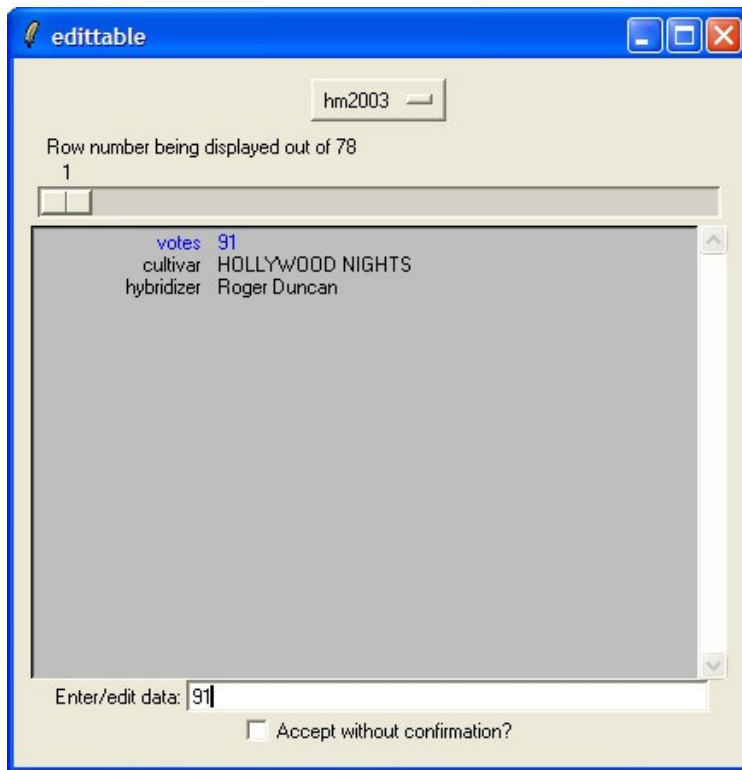 edittable
hm2003
Row number being displayed out of 78
1
votes 91
cultivar HOLLYWOOD NIGHTS
hybridizer Roger Duncan
Enter/edit data: 91
Accept without confirmation?